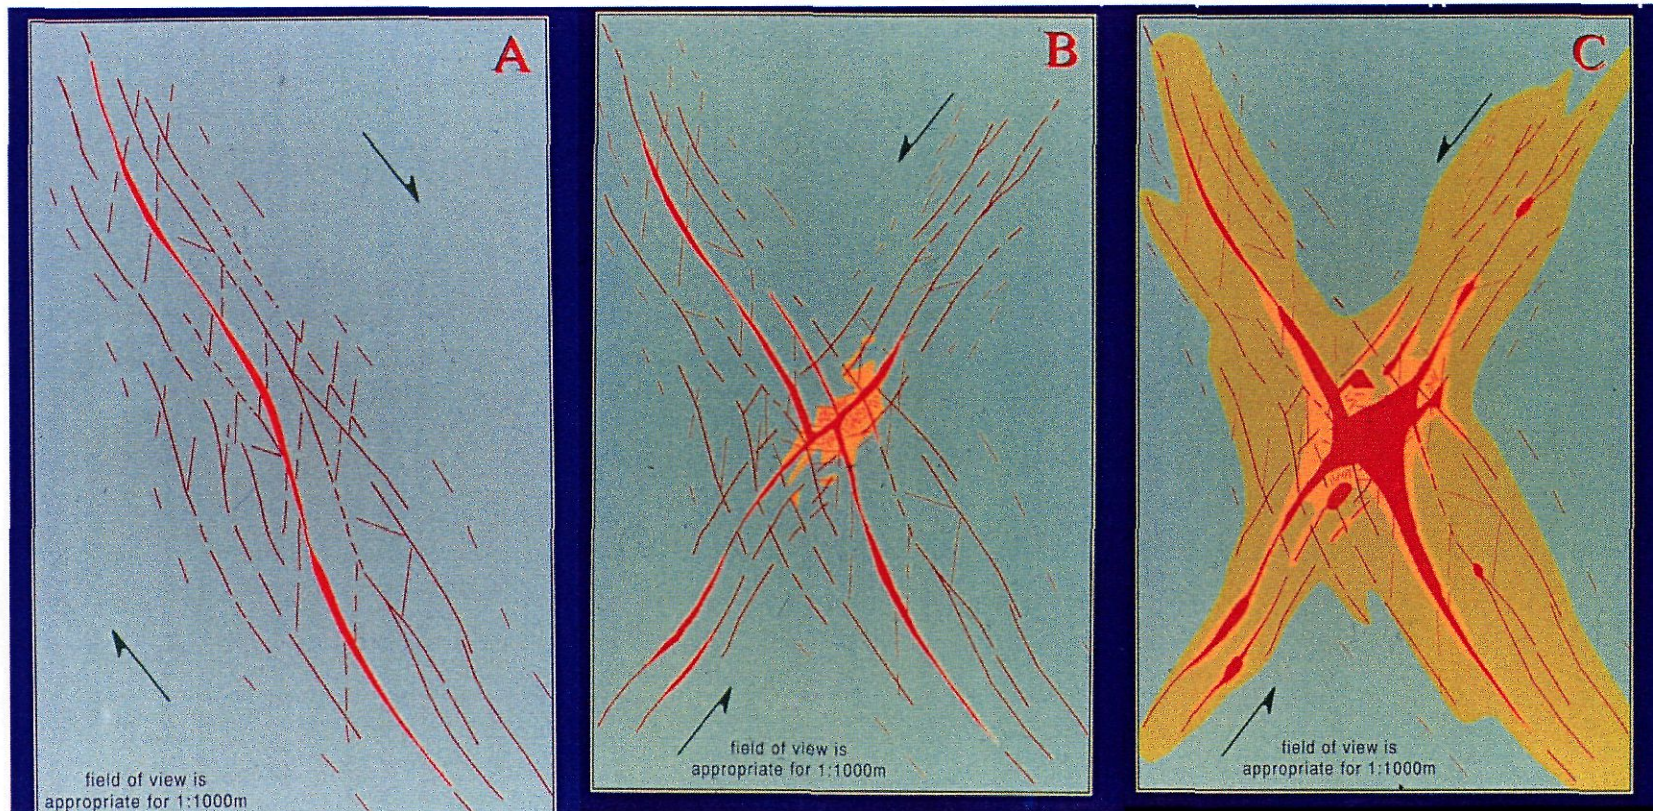 A
B
C
field of view is
appropriate for 1:1000m
field of view is
appropriate for 1:1000m
field of view is
appropriate for 1:1000m